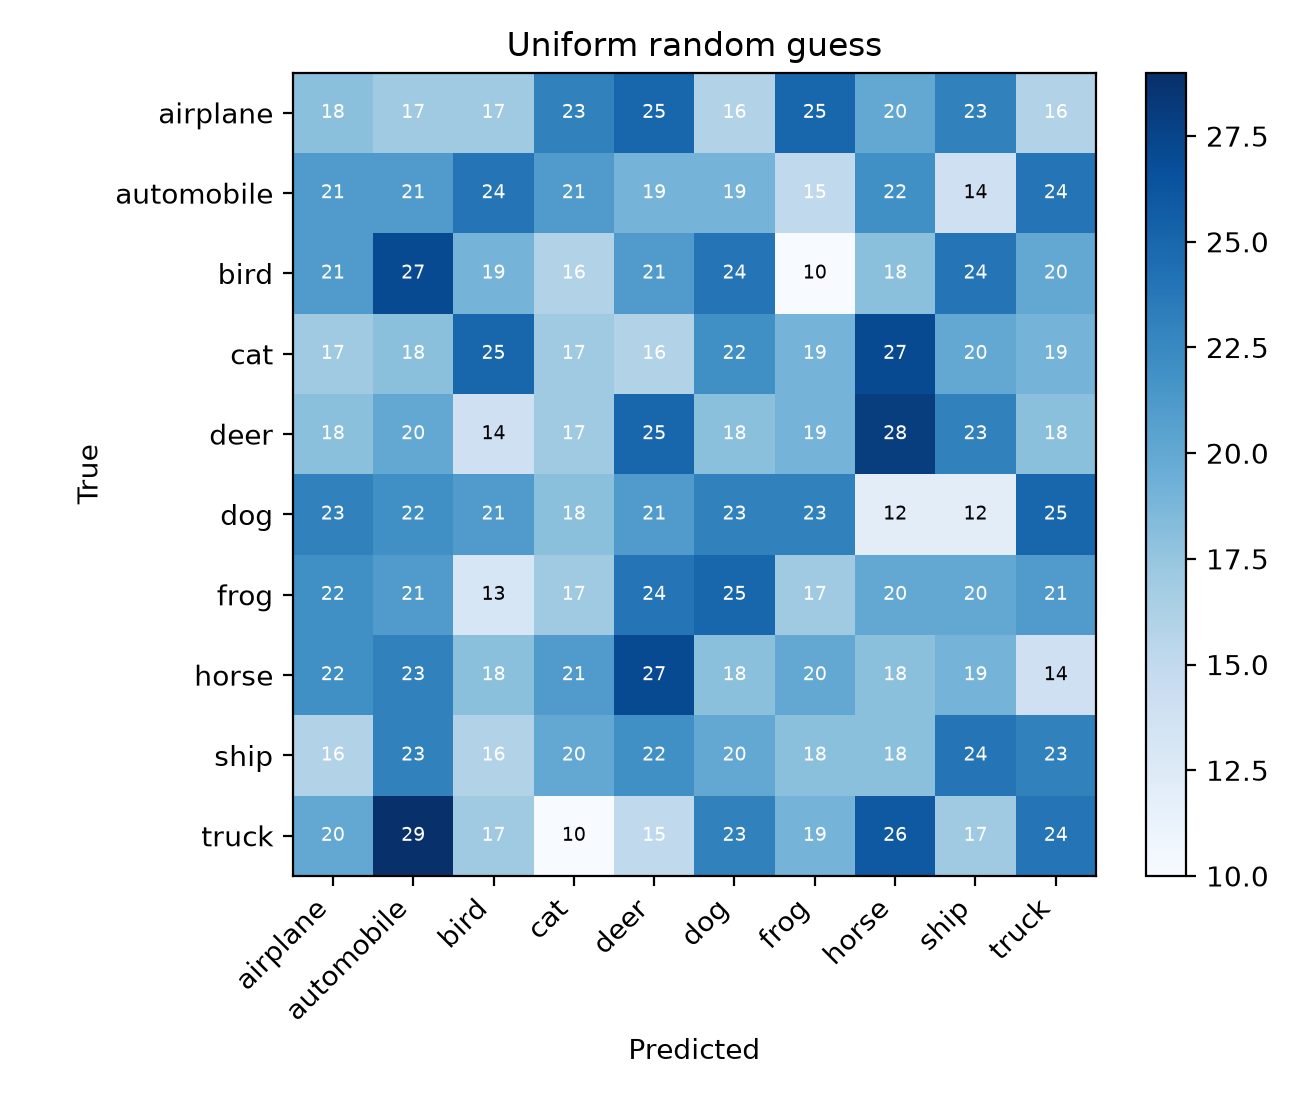 Uniform random guess
airplane 18 17 17 23 25 16 25 20 23 16
automobile 21 21 24 21 19 19 15 22 14 24
bird 21 27 19 16 21 24 10 18 24 20
cat 17 18 25 17 16 22 19 27 20 19
deer 18 20 14 17 25 18 19 28 23 18
dog 23 22 21 18 21 23 23 12 12 25
frog 22 21 13 17 24 25 17 20 20 21
horse 22 23 18 21 27 18 20 18 19 14
ship 16 23 16 20 22 20 18 18 24 23
truck 20 29 17 10 15 23 19 26 17 24
True
airplane automobile bird cat deer dog frog horse ship truck
Predicted
27.5
25.0
22.5
20.0
17.5
15.0
12.5
10.0